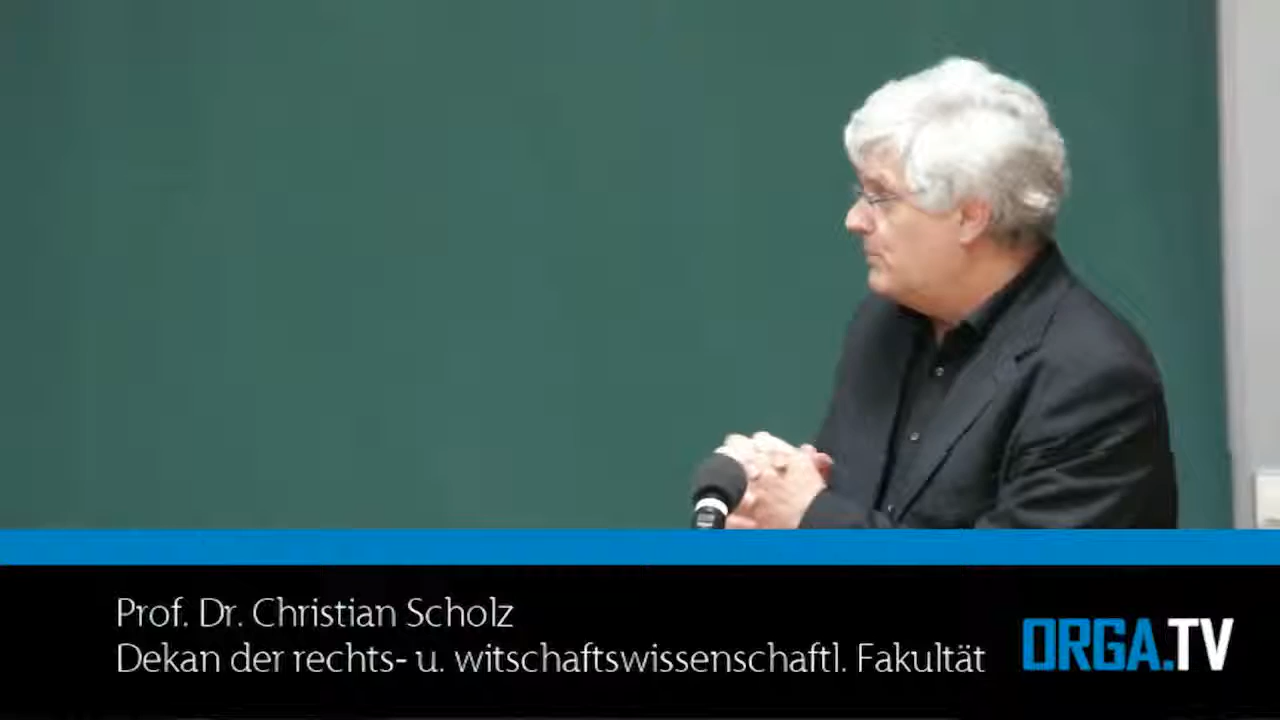 Prof. Dr. Christian Scholz
Dekan der rechts- u. witschaftswissenschaftl. Fakultät
ORGA.TV